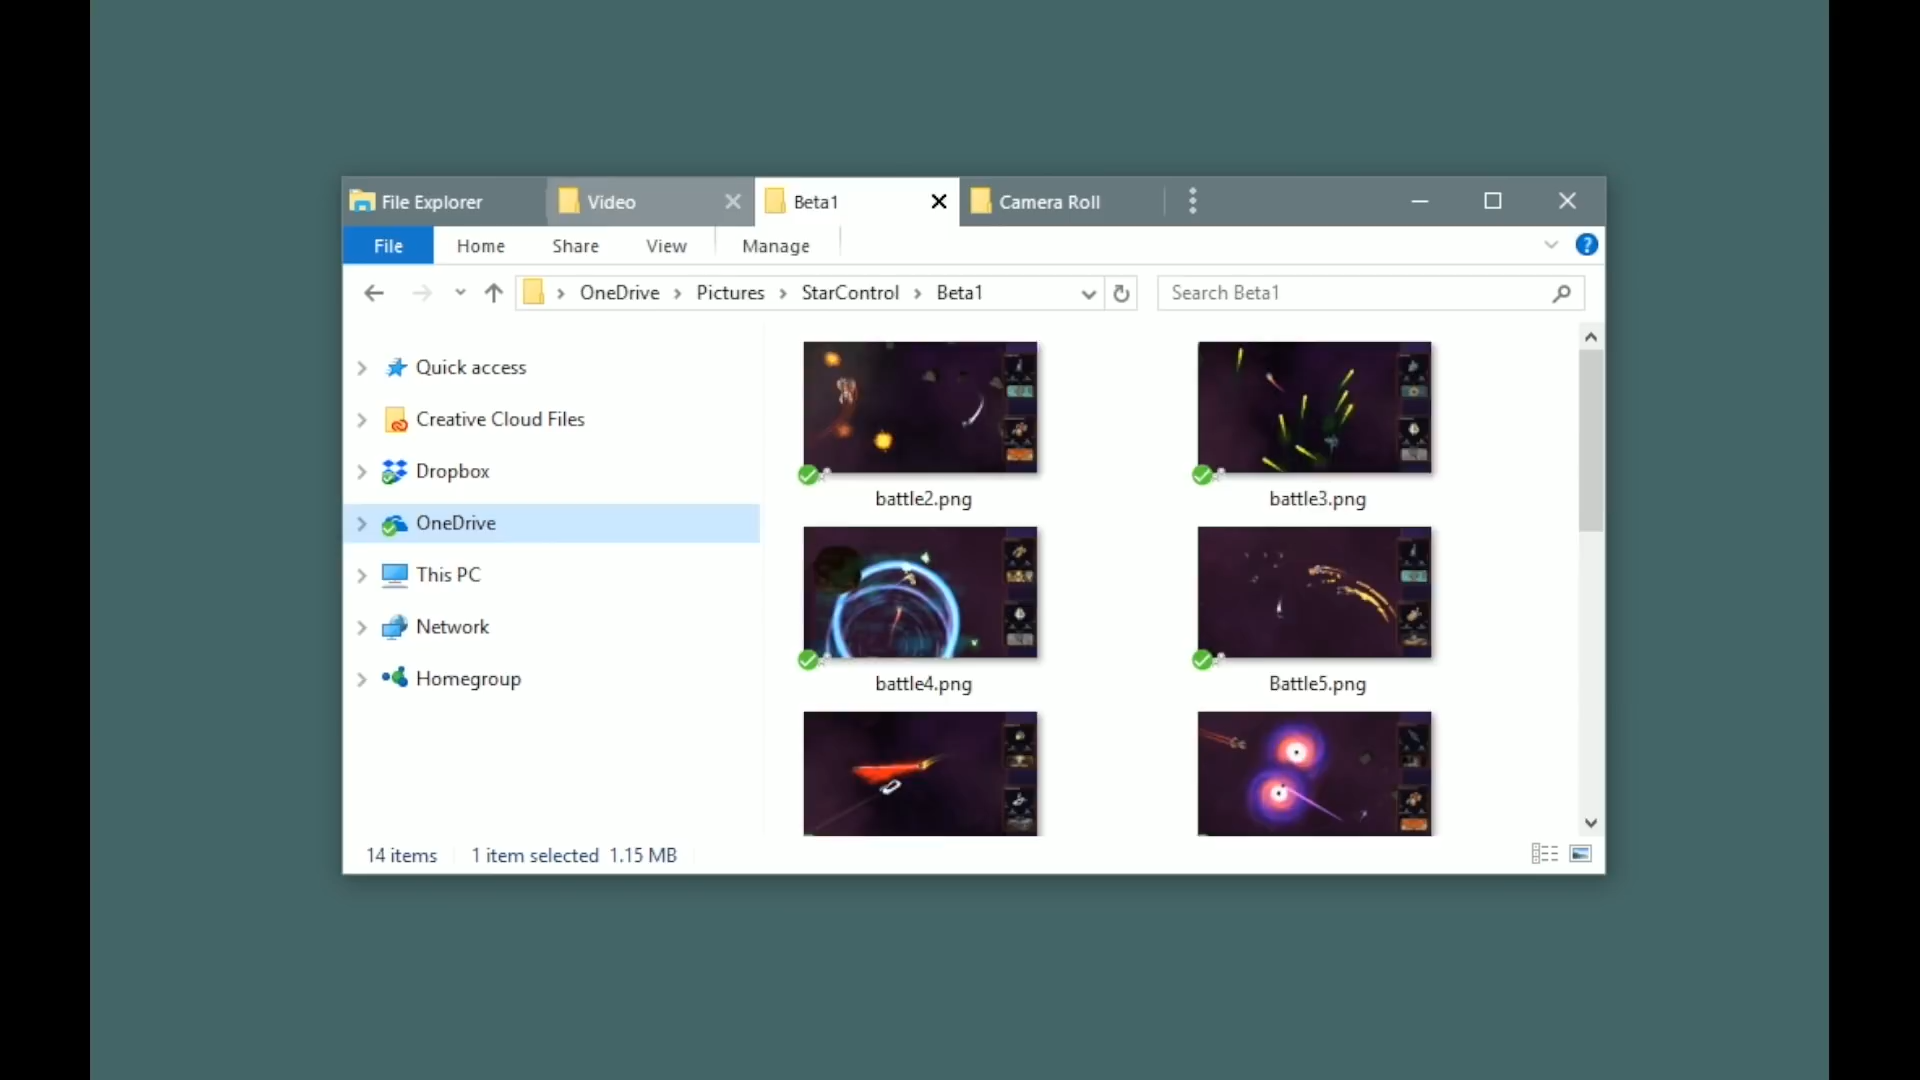 File Explorer Video Beta1 Camera Roll
File Home Share View Manage
OneDrive Pictures StarControl Beta1 Search Beta1
Quick access
Creative Cloud Files
Dropbox
OneDrive
This PC
Network
Homegroup
battle2.png battle3.png
battle4.png Battle5.png
14 items 1 item selected 1.15 MB